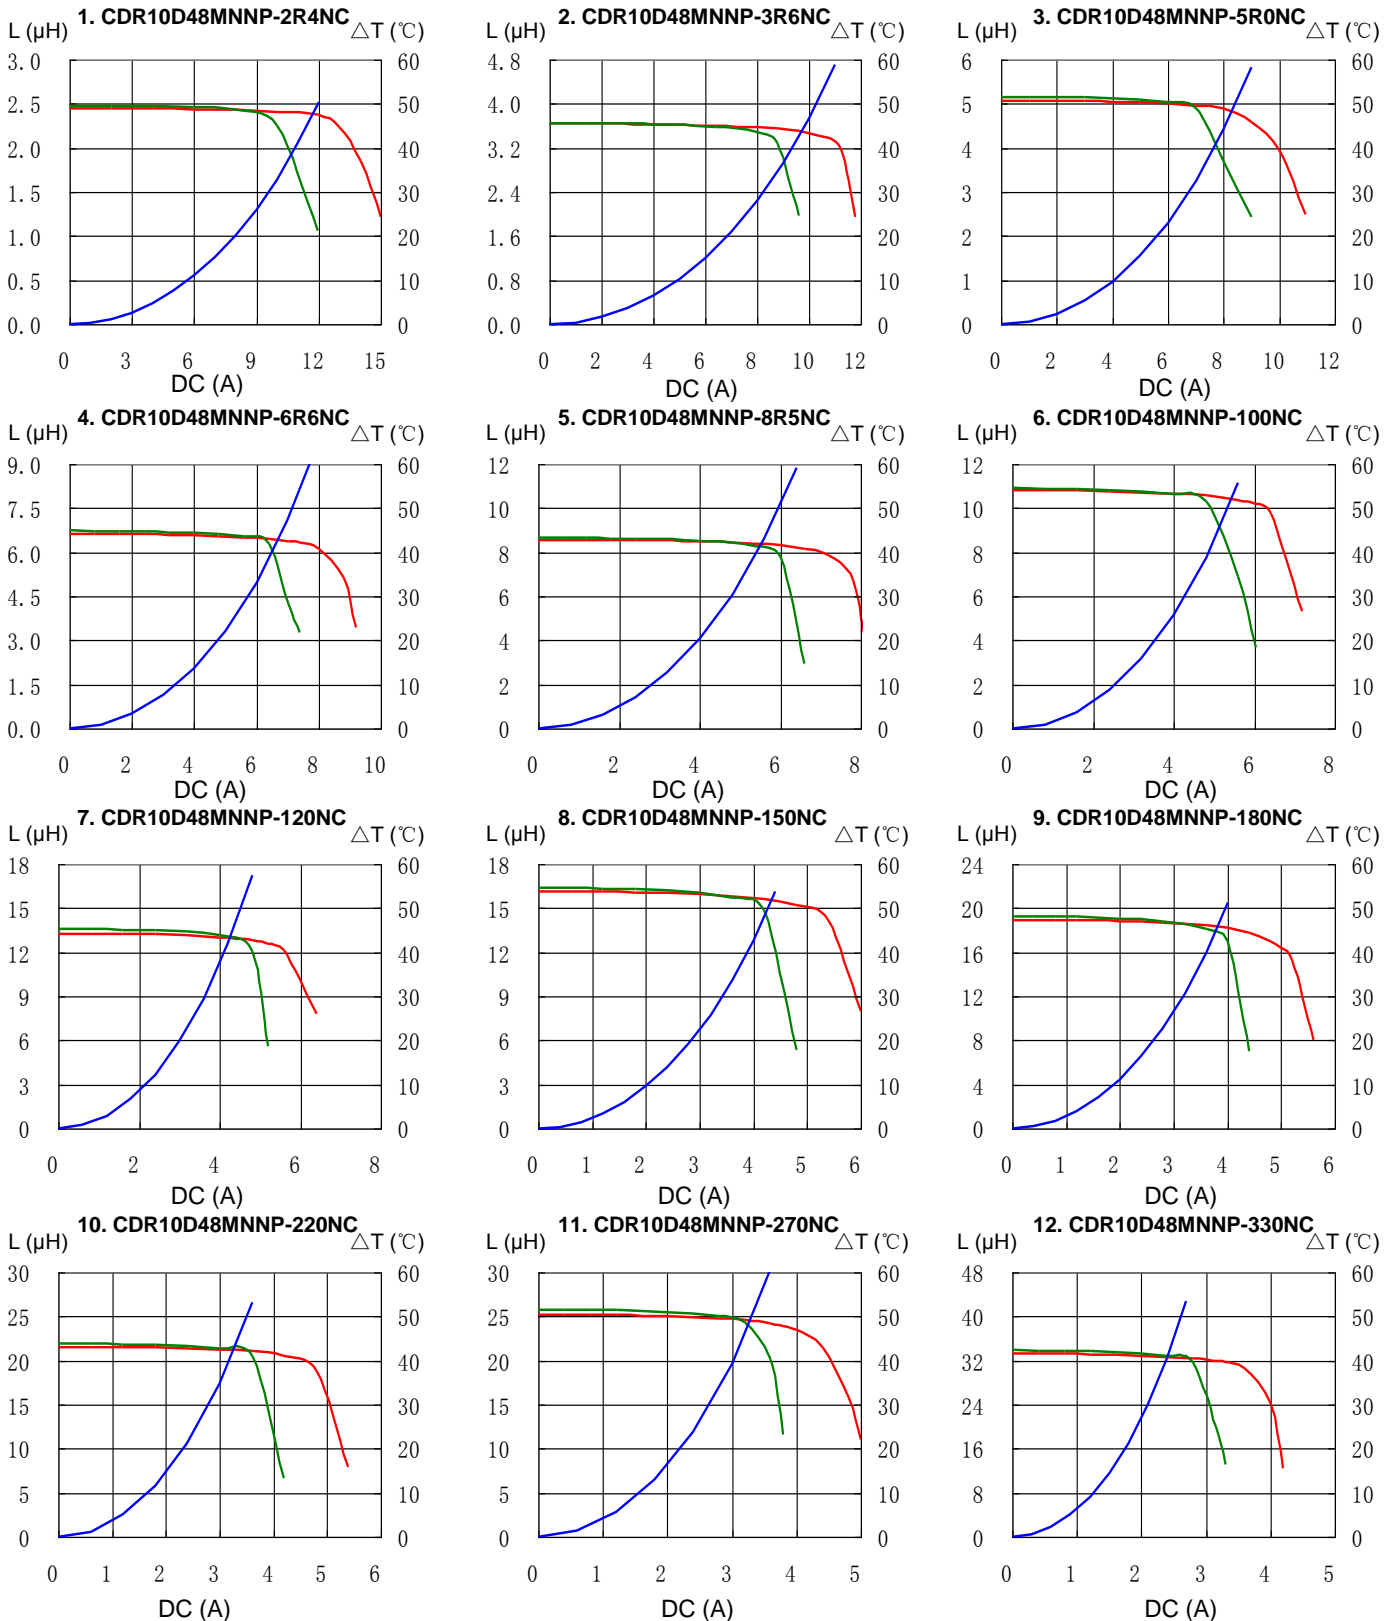 1. CDR10D48MNNP-2R4NC
L (µH) △T (℃)
3.0 60
2.5 50
2.0 40
1.5 30
1.0 20
0.5 10
0.0 0
0 3 6 9 12 15
DC (A)
2. CDR10D48MNNP-3R6NC
L (µH) △T (℃)
4.8 60
4.0 50
3.2 40
2.4 30
1.6 20
0.8 10
0.0 0
0 2 4 6 8 10 12
DC (A)
3. CDR10D48MNNP-5R0NC
L (µH) △T (℃)
6 60
5 50
4 40
3 30
2 20
1 10
0 0
0 2 4 6 8 10 12
DC (A)
4. CDR10D48MNNP-6R6NC
L (µH) △T (℃)
9.0 60
7.5 50
6.0 40
4.5 30
3.0 20
1.5 10
0.0 0
0 2 4 6 8 10
DC (A)
5. CDR10D48MNNP-8R5NC
L (µH) △T (℃)
12 60
10 50
8 40
6 30
4 20
2 10
0 0
0 2 4 6 8
DC (A)
6. CDR10D48MNNP-100NC
L (µH) △T (℃)
12 60
10 50
8 40
6 30
4 20
2 10
0 0
0 2 4 6 8
DC (A)
7. CDR10D48MNNP-120NC
L (µH) △T (℃)
18 60
15 50
12 40
9 30
6 20
3 10
0 0
0 2 4 6 8
DC (A)
8. CDR10D48MNNP-150NC
L (µH) △T (℃)
18 60
15 50
12 40
9 30
6 20
3 10
0 0
0 1 2 3 4 5 6
DC (A)
9. CDR10D48MNNP-180NC
L (µH) △T (℃)
24 60
20 50
16 40
12 30
8 20
4 10
0 0
0 1 2 3 4 5 6
DC (A)
10. CDR10D48MNNP-220NC
L (µH) △T (℃)
30 60
25 50
20 40
15 30
10 20
5 10
0 0
0 1 2 3 4 5 6
DC (A)
11. CDR10D48MNNP-270NC
L (µH) △T (℃)
30 60
25 50
20 40
15 30
10 20
5 10
0 0
0 1 2 3 4 5
DC (A)
12. CDR10D48MNNP-330NC
L (µH) △T (℃)
48 60
40 50
32 40
24 30
16 20
8 10
0 0
0 1 2 3 4 5
DC (A)